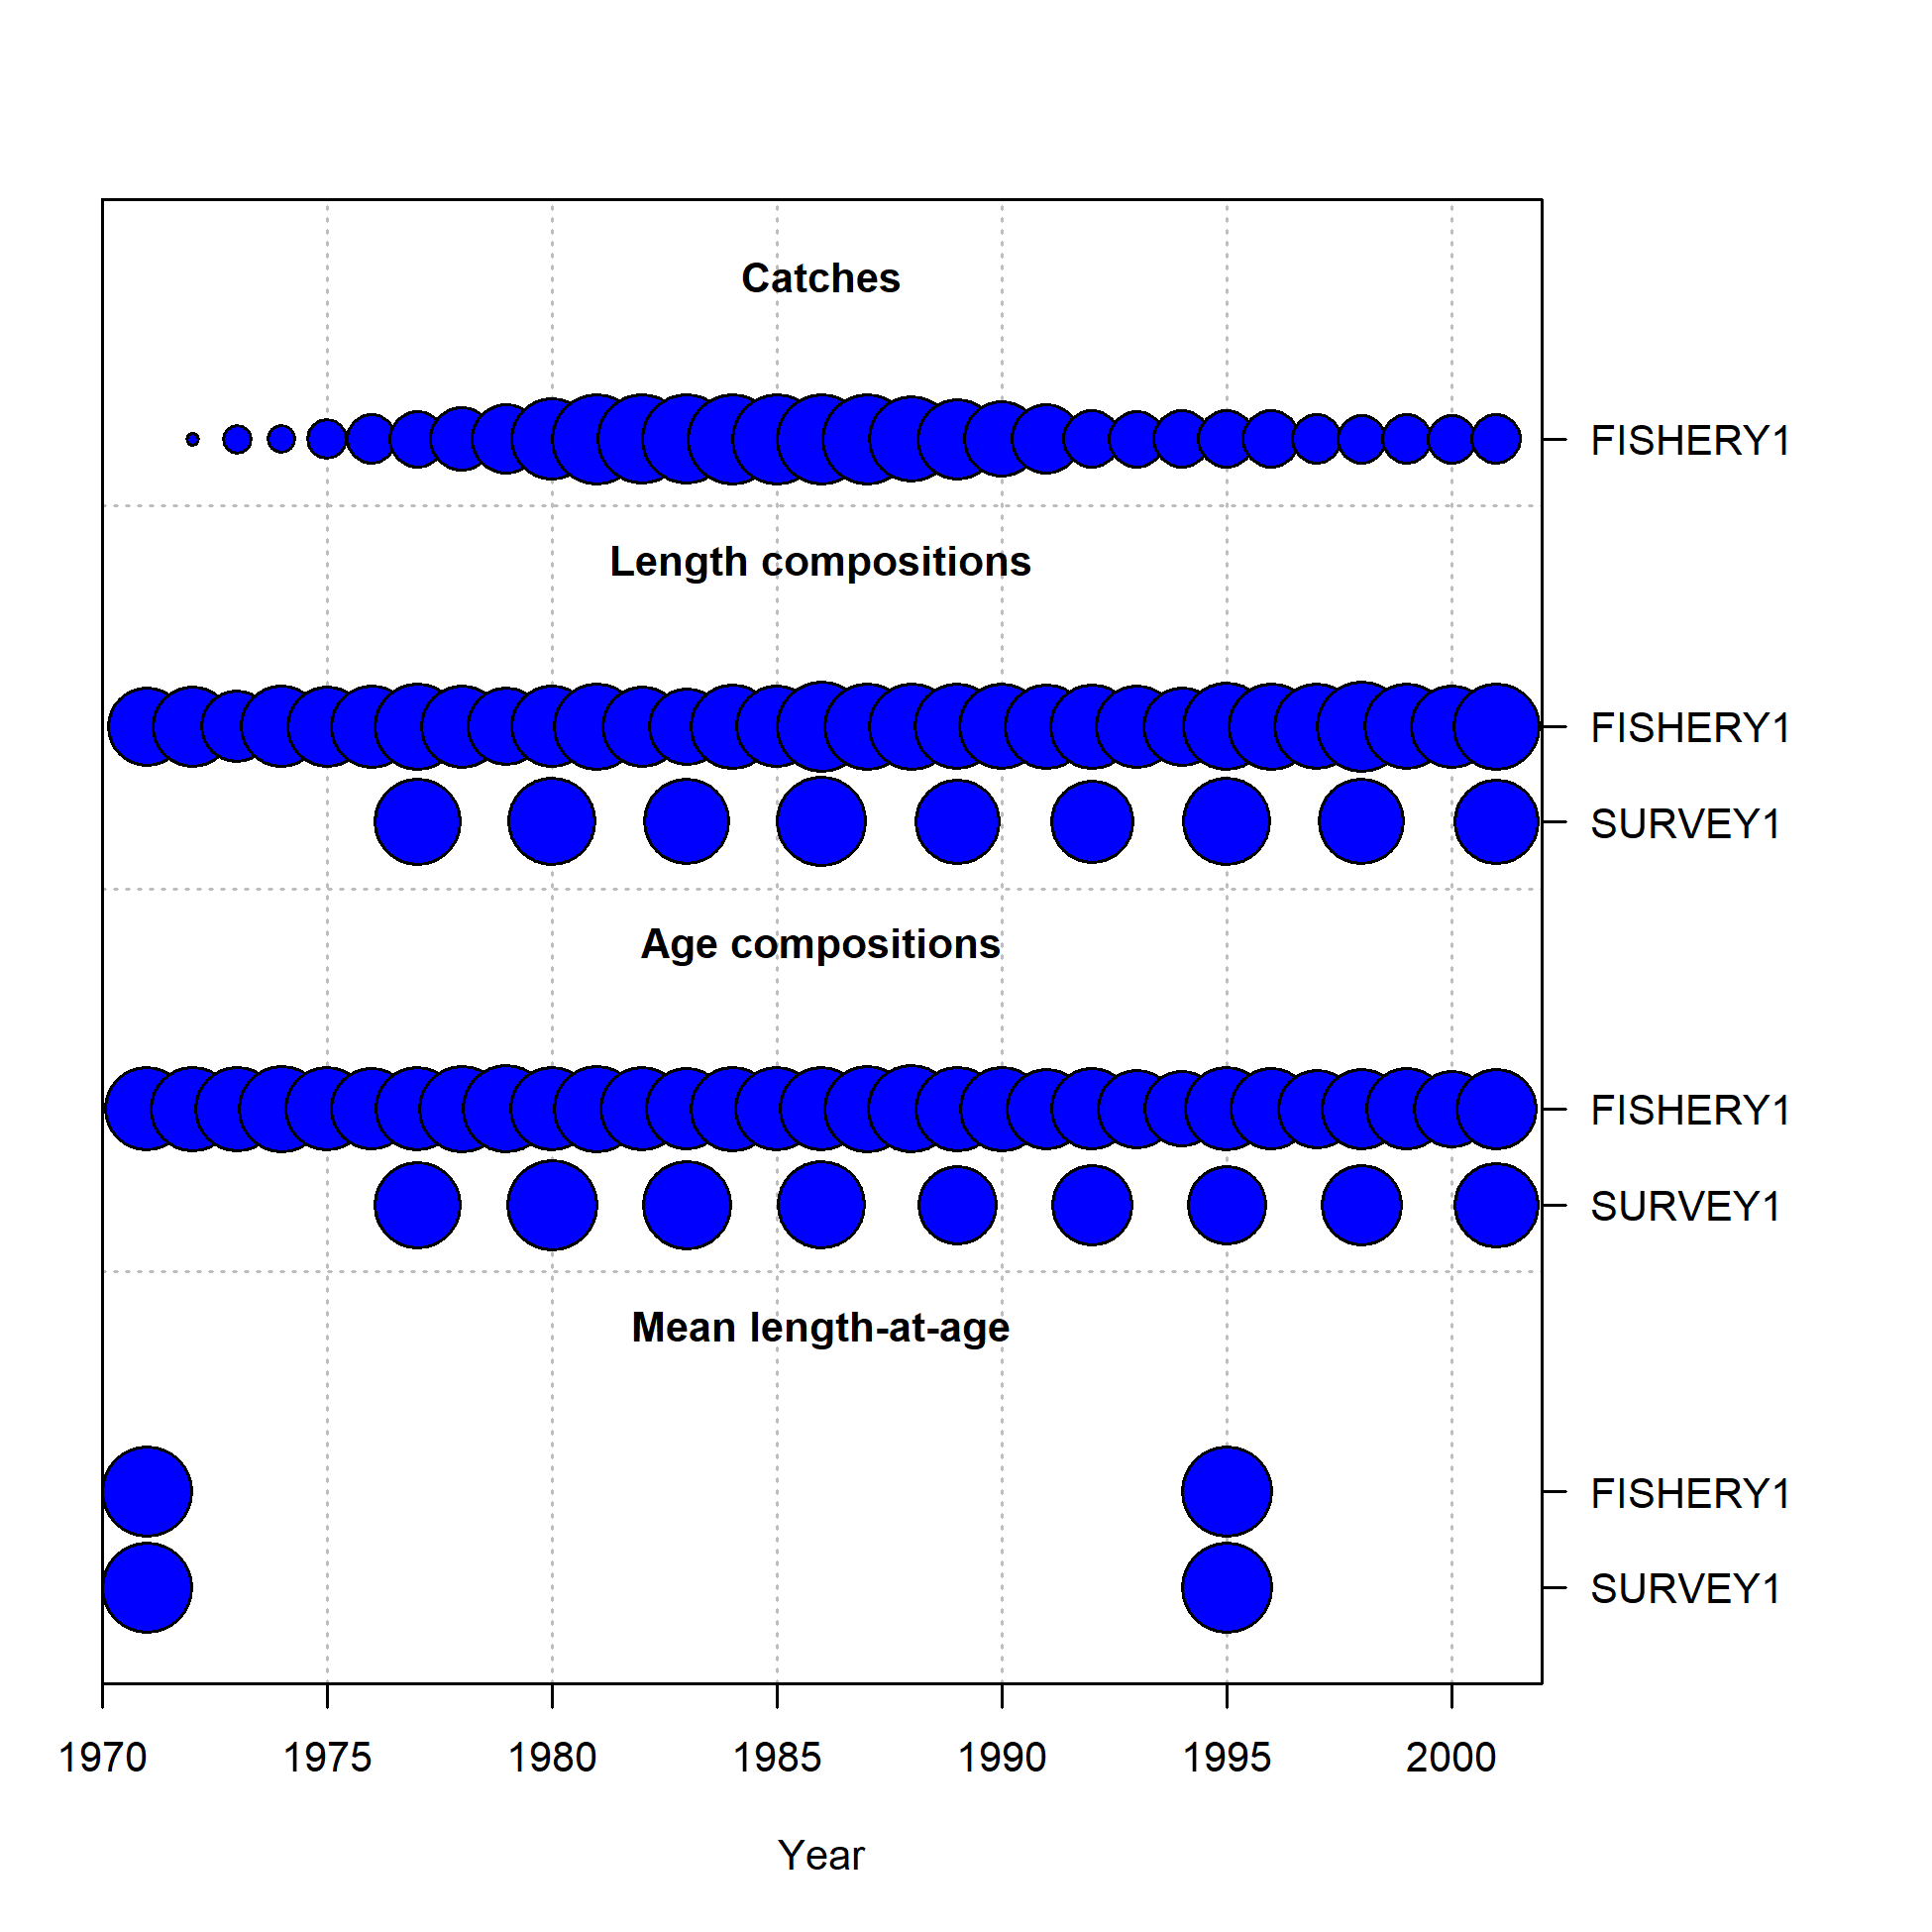 Catches
FISHERY1
Length compositions
FISHERY1
SURVEY1
Age compositions
FISHERY1
SURVEY1
Mean length-at-age
FISHERY1
SURVEY1
1970 1975 1980 1985 1990 1995 2000
Year